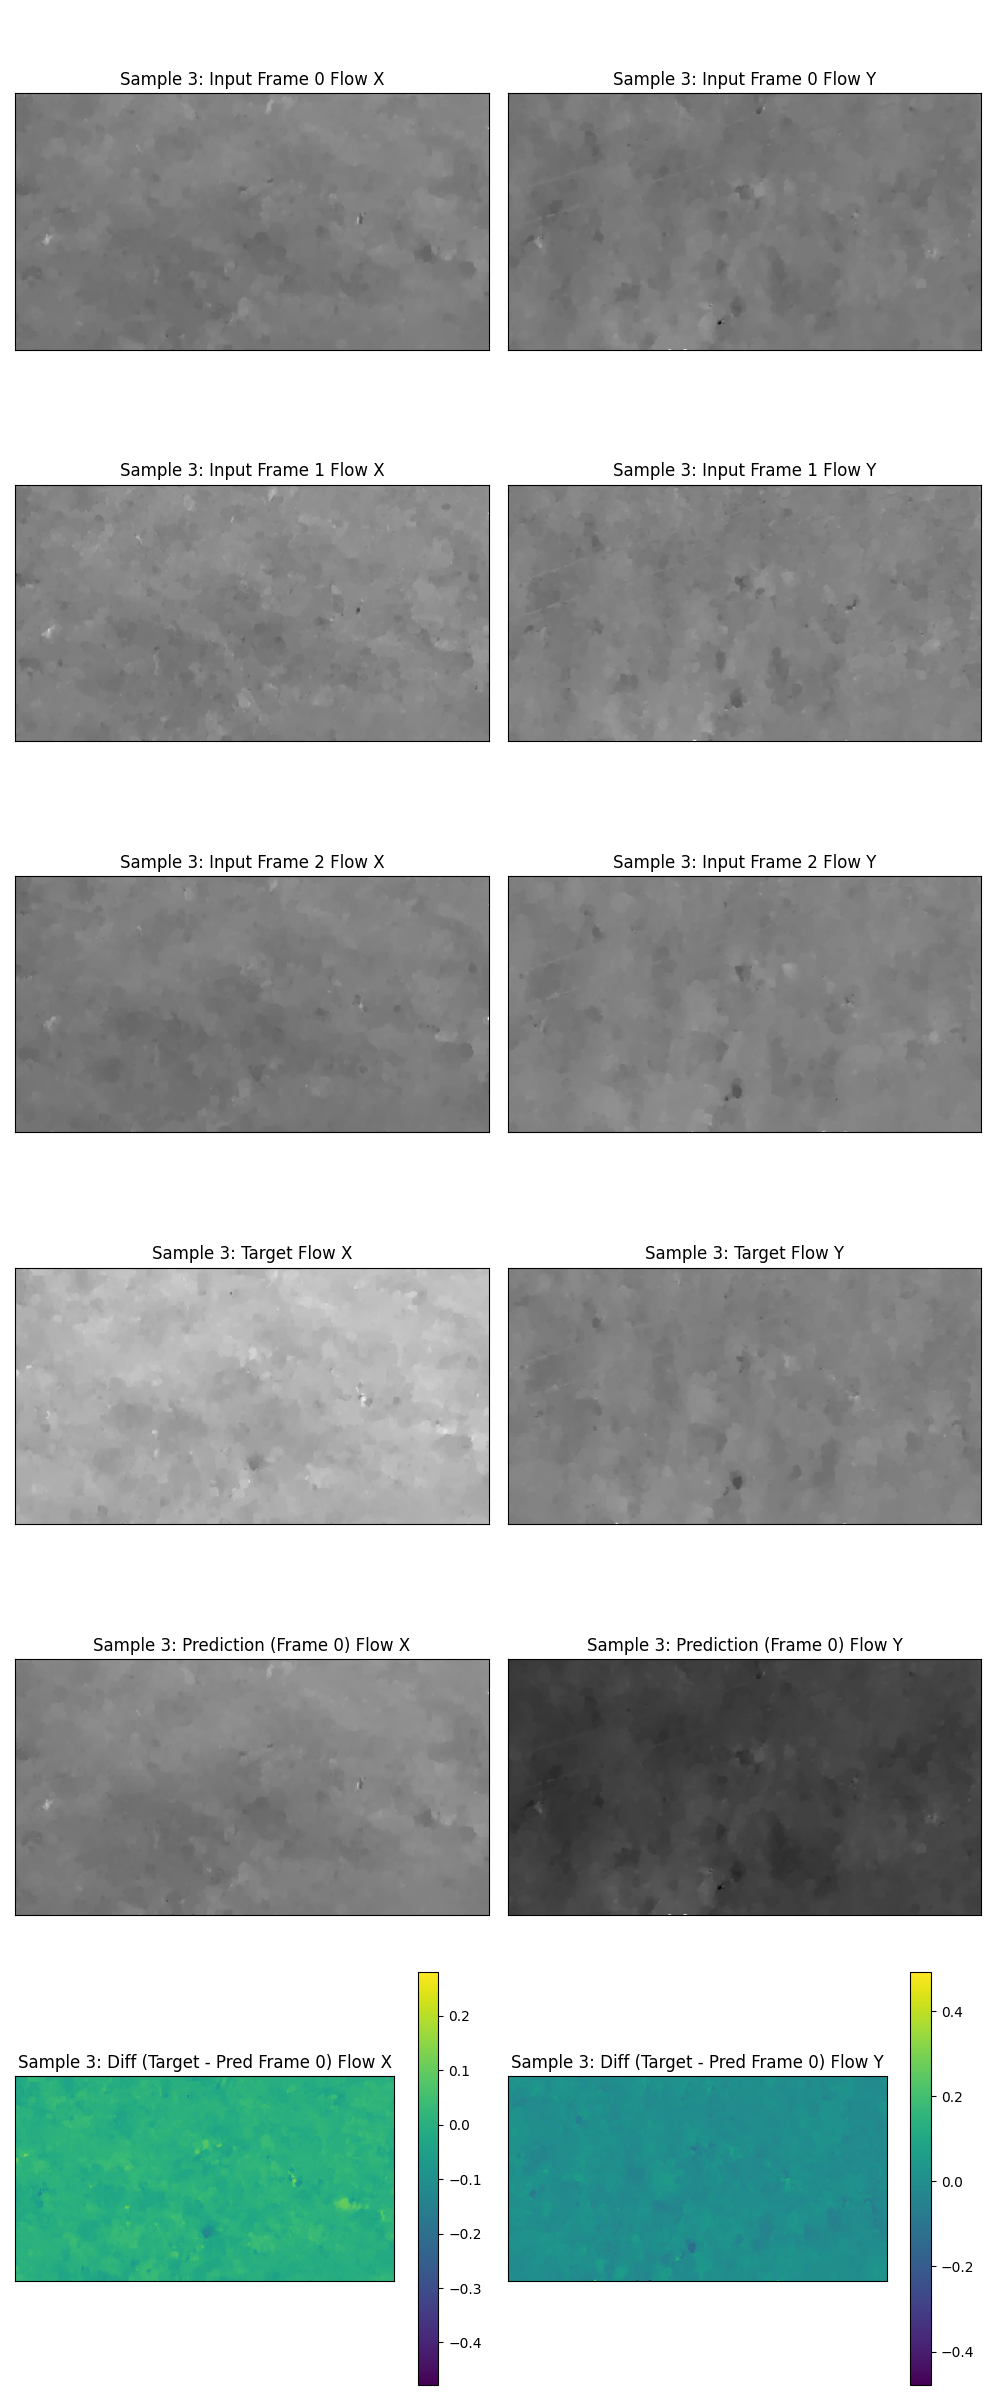 Sample 3: Input Frame 0 Flow X
Sample 3: Input Frame 0 Flow Y
Sample 3: Input Frame 1 Flow X
Sample 3: Input Frame 1 Flow Y
Sample 3: Input Frame 2 Flow X
Sample 3: Input Frame 2 Flow Y
Sample 3: Target Flow X
Sample 3: Target Flow Y
Sample 3: Prediction (Frame 0) Flow X
Sample 3: Prediction (Frame 0) Flow Y
Sample 3: Diff (Target - Pred Frame 0) Flow X
0.2
0.1
0.0
−0.1
−0.2
−0.3
−0.4
Sample 3: Diff (Target - Pred Frame 0) Flow Y
0.4
0.2
0.0
−0.2
−0.4